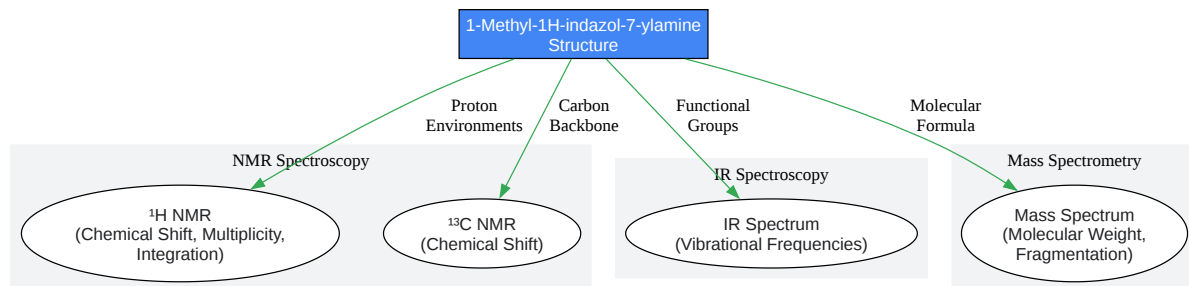 1-Methyl-1H-indazol-7-ylamine
Structure
Proton
Environments
Carbon
Backbone
Functional
Groups
Molecular
Formula
NMR Spectroscopy
IR Spectroscopy
Mass Spectrometry
¹H NMR
(Chemical Shift, Multiplicity,
Integration)
¹³C NMR
(Chemical Shift)
IR Spectrum
(Vibrational Frequencies)
Mass Spectrum
(Molecular Weight,
Fragmentation)